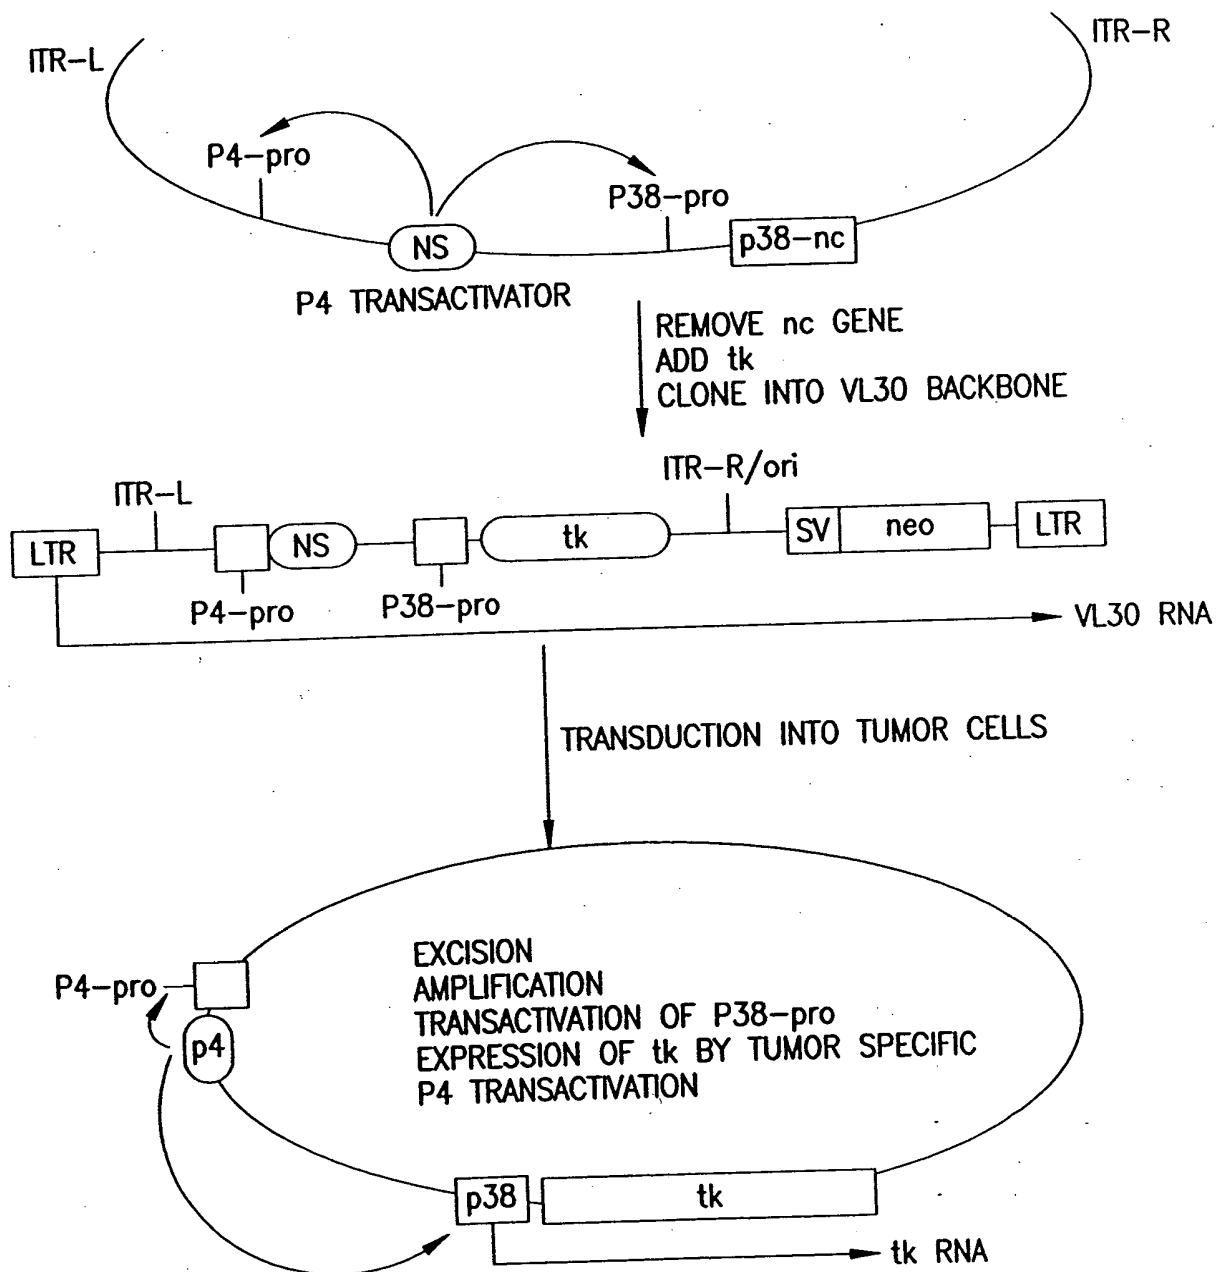 ITR-L
ITR-R
P4-pro
P38-pro
NS
p38-nc
P4 TRANSACTIVATOR
REMOVE nc GENE
ADD tk
CLONE INTO VL30 BACKBONE
ITR-R/ori
ITR-L
LTR
NS
tk
SV
neo
LTR
P4-pro
P38-pro
VL30 RNA
TRANSDUCTION INTO TUMOR CELLS
EXCISION
AMPLIFICATION
TRANSACTIVATION OF P38-pro
EXPRESSION OF tk BY TUMOR SPECIFIC
P4 TRANSACTIVATION
P4-pro
p4
p38
tk
tk RNA